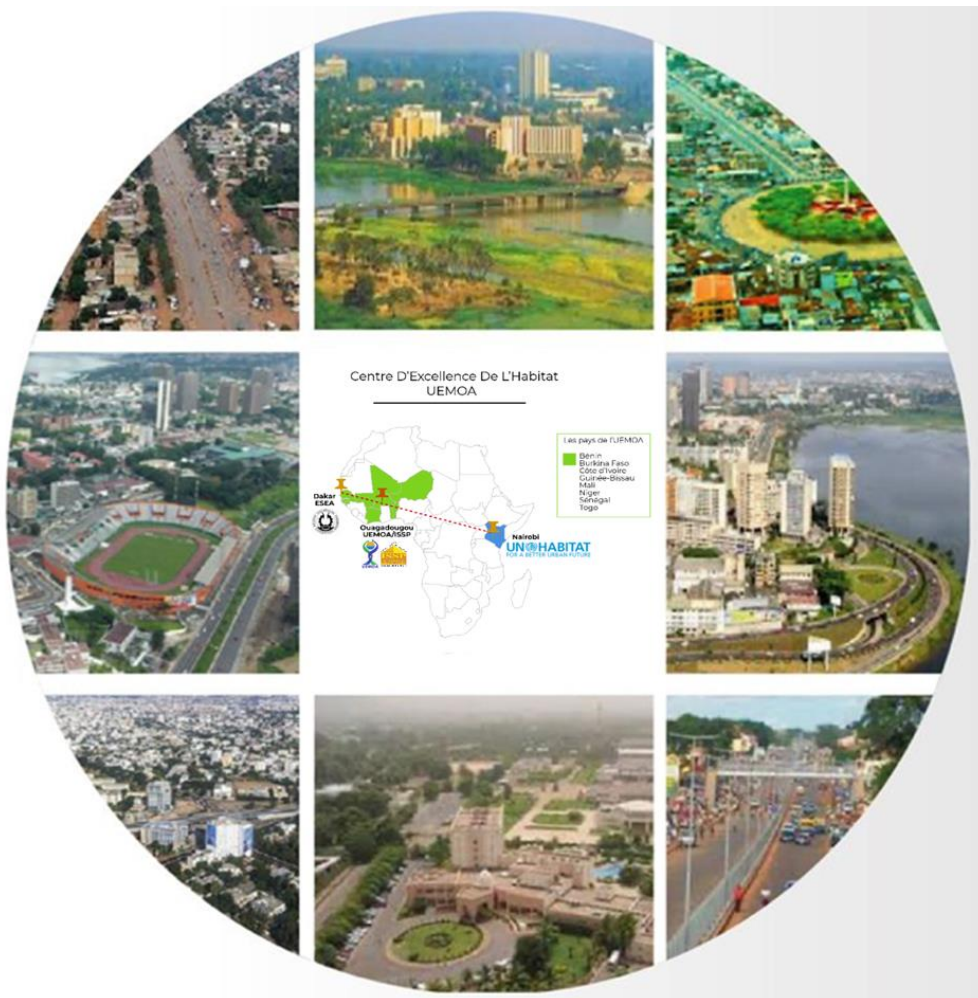 Centre D'Excellence De L'Habitat
UEMOA
Les pays de l'UEMOA
Bénin
Burkina Faso
Côte d'Ivoire
Guinée-Bissau
Mali
Niger
Sénégal
Togo
Dakar
ESEA
Ouagadougou
UEMOA/ISSP
UEMOA
Nairobi
UN HABITAT
FOR A BETTER URBAN FUTURE